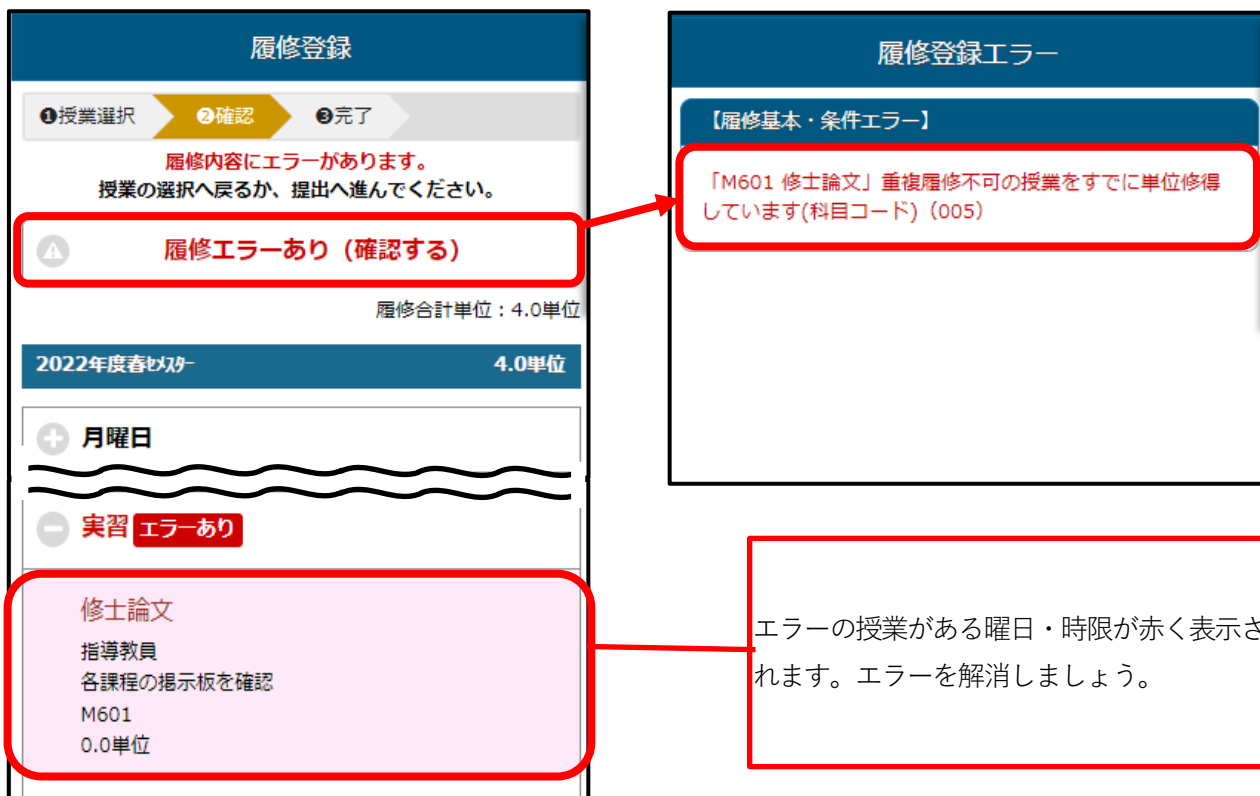 履修登録
❶授業選択 ❷確認 ❸完了
履修内容にエラーがあります。
授業の選択へ戻るか、提出へ進んでください。
履修エラーあり（確認する）
履修合計単位：4.0単位
2022年度春ｾﾒｽﾀｰ 4.0単位
月曜日
実習 エラーあり
修士論文
指導教員
各課程の掲示板を確認
M601
0.0単位
履修登録エラー
【履修基本・条件エラー】
「M601 修士論文」重複履修不可の授業をすでに単位修得
しています(科目コード)（005）
エラーの授業がある曜日・時限が赤く表示さ
れます。エラーを解消しましょう。